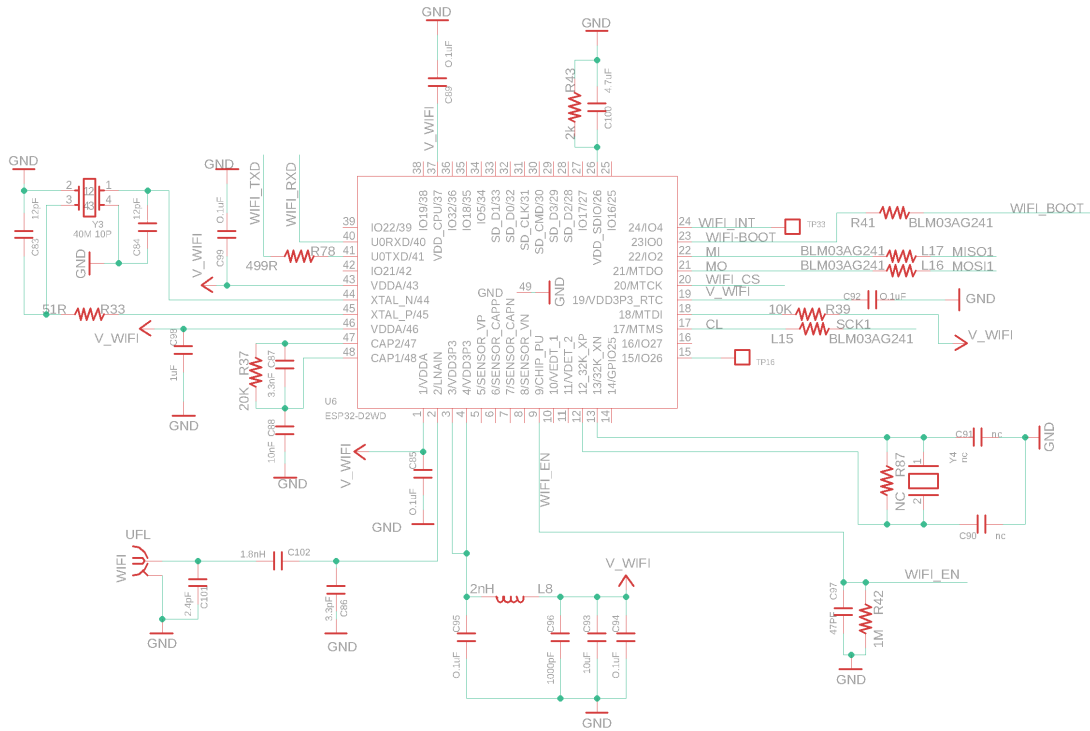 GND
GND
0.1uF
C89
V_WIFI
R43
4.7uF
2k
C100
GND
GND
WIFI_TXD
WIFI_RXD
12pF
C83
2
1
12
3
4
43
Y3
40M 10P
12pF
C84
GND
0.1uF
V_WIFI
C99
R78
499R
51R
R33
V_WIFI
C98
1uF
GND
R37
20K
C87
3.3nF
C88
10nF
GND
38
37
36
35
34
33
32
31
30
29
28
27
26
25
IO19/38
VDD_CPU/37
IO32/36
IO18/35
IO5/34
SD_D1/33
SD_D0/32
SD_CLK/31
SD_CMD/30
SD_D3/29
SD_D2/28
IO17/27
VDD_SDIO/26
IO16/25
39
40
41
42
43
44
45
46
47
48
IO22/39
U0RXD/40
U0TXD/41
IO21/42
VDDA/43
XTAL_N/44
XTAL_P/45
VDDA/46
CAP2/47
CAP1/48
GND
49
GND
24/IO4
23IO0
22/IO23
21/MTDO
20/MTCK
19/VDD3P3_RTC
18/MTDI
17/MTMS
16/IO27
15/IO26
24
23
22
21
20
19
18
17
16
15
1/VDDA
2/LNAIN
3/VDD3P3
4/VDD3P3
5/SENSOR_VP
6/SENSOR_CAPP
7/SENSOR_CAPN
8/SENSOR_VN
9/CHIP_PU
10/VEDT_1
11/VDET_2
12_32K_XP
13/32K_XN
14/GPIO25
1
2
3
4
5
6
7
8
9
10
11
12
13
14
U6
ESP32-D2WD
WIFI_INT
TP33
WIFI-BOOT
R41
BLM03AG241
WIFI_BOOT
MI
BLM03AG241
L17
MISO1
MO
BLM03AG241
L16
MOSI1
WIFI_CS
V_WIFI
C92
0.1uF
GND
10K
R39
V_WIFI
CL
SCK1
L15
BLM03AG241
TP16
V_WIFI
C85
0.1uF
GND
WIFI_EN
R87
NC
1
2
Y4
nc
C91
nc
C90
nc
GND
UFL
WIFI
2.4pF
C101
GND
1.8nH
C102
3.3pF
C86
GND
2nH
L8
V_WIFI
C95
0.1uF
C96
1000pF
C93
10uF
C94
0.1uF
GND
WIFI_EN
C97
47PF
R42
1M
GND